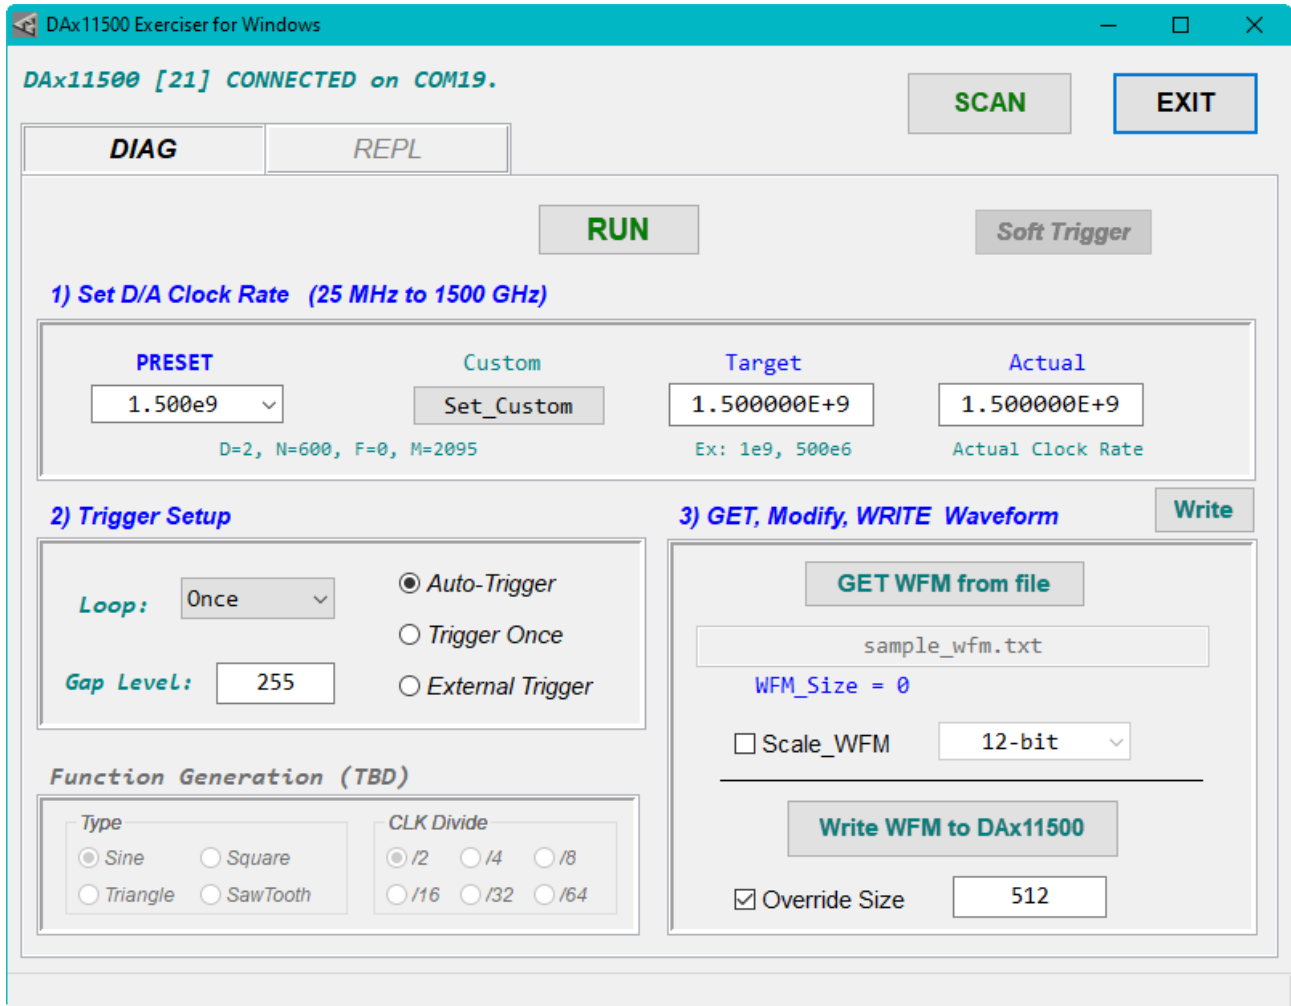 DAx11500 Exerciser for Windows
DAx11500 [21] CONNECTED on COM19.
SCAN
EXIT
DIAG
REPL
RUN
Soft Trigger
1) Set D/A Clock Rate (25 MHz to 1500 GHz)
PRESET
Custom
Target
Actual
1.500e9
Set_Custom
1.500000E+9
1.500000E+9
D=2, N=600, F=0, M=2095
Ex: 1e9, 500e6
Actual Clock Rate
2) Trigger Setup
Loop:
Once
Auto-Trigger
Trigger Once
Gap Level:
255
External Trigger
3) GET, Modify, WRITE Waveform
Write
GET WFM from file
sample_wfm.txt
WFM_Size = 0
Scale_WFM
12-bit
Write WFM to DAx11500
Override Size
512
Function Generation (TBD)
Type
Sine
Square
Triangle
SawTooth
CLK Divide
/2
/4
/8
/16
/32
/64